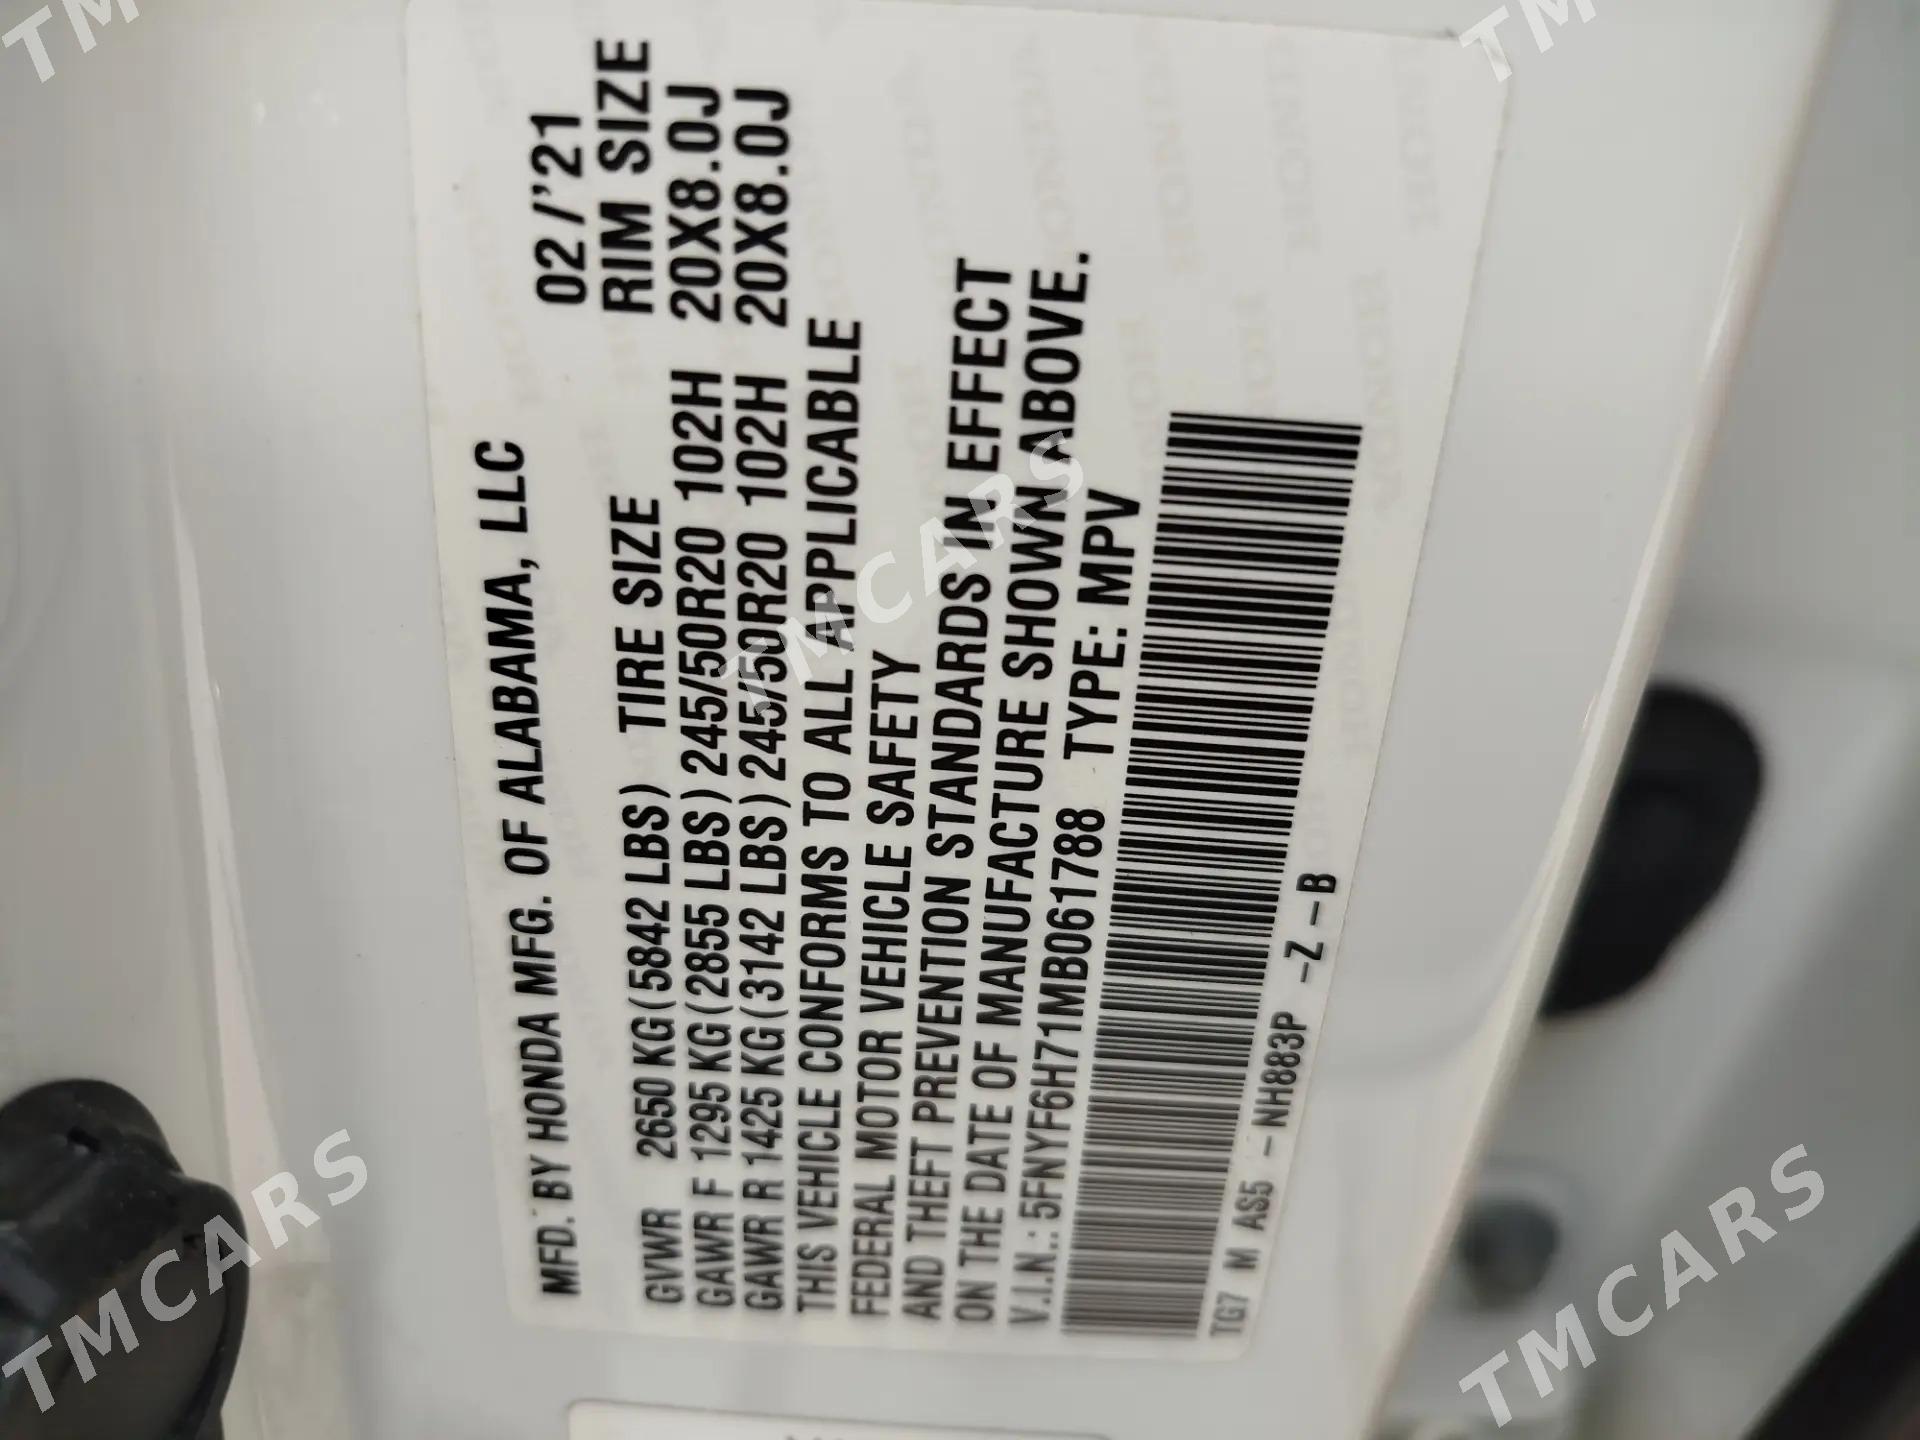 MFD. BY HONDA MFG. OF ALABAMA, LLC 02/'21
GVWR 2650 KG (5842 LBS) TIRE SIZE RIM SIZE
GAWR F 1295 KG (2855 LBS) 245/50R20 102H 20X8.0J
GAWR R 1425 KG (3142 LBS) 245/50R20 102H 20X8.0J
THIS VEHICLE CONFORMS TO ALL APPLICABLE
FEDERAL MOTOR VEHICLE SAFETY
AND THEFT PREVENTION STANDARDS IN EFFECT
ON THE DATE OF MANUFACTURE SHOWN ABOVE.
V.I.N.: 5FNYF6H71MB061788 TYPE: MPV
TG7 M AS5 -NH883P -Z-B
TMCARS
TMCARS
TMCARS